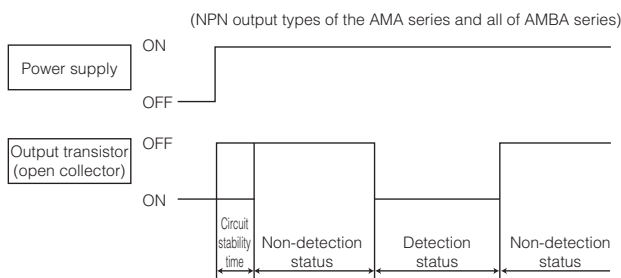 (NPN output types of the AMA series and all of AMBA series)
ON
Power supply
OFF
OFF
Output transistor
(open collector)
ON
Circuit
stability
time
Non-detection
status
Detection
status
Non-detection
status